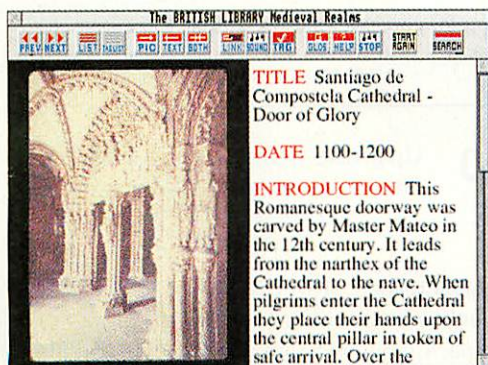 The BRITISH LIBRARY Medieval Realms
PREV NEXT LIST TAGLIST PIC TEXT BOTH LINK SOUND TAG GLOS HELP STOP START AGAIN SEARCH
TITLE Santiago de
Compostela Cathedral -
Door of Glory
DATE 1100-1200
INTRODUCTION This
Romanesque doorway was
carved by Master Mateo in
the 12th century. It leads
from the narthex of the
Cathedral to the nave. When
pilgrims enter the Cathedral
they place their hands upon
the central pillar in token of
safe arrival. Over the